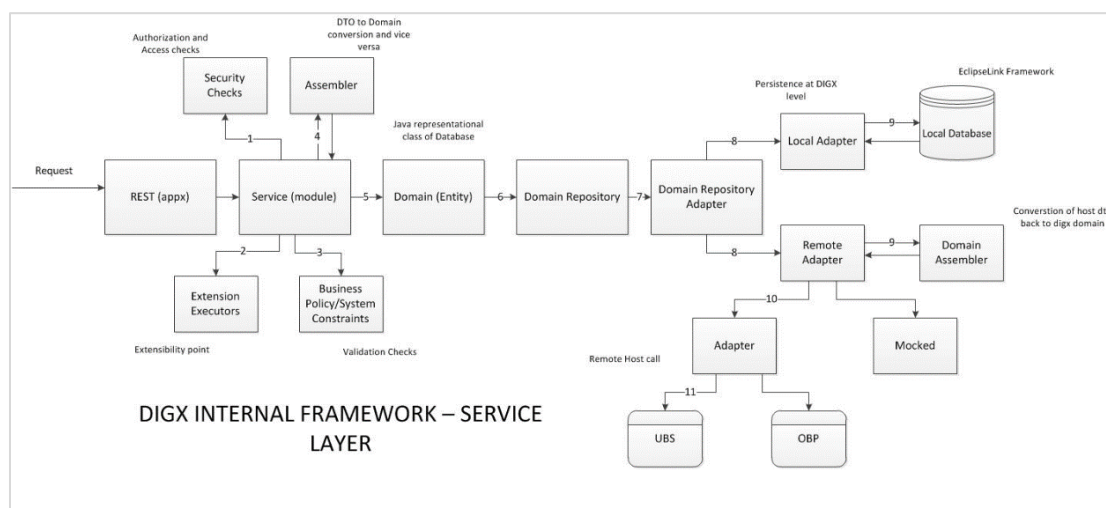 Authorization and
Access checks
DTO to Domain
conversion and vice
versa
Security
Checks
Assembler
EclipseLink Framework
Persistence at DIGX
level
Java representational
class of Database
1
4
8
9
Local Adapter
Local Database
Request
REST (appx)
Service (module)
5
Domain (Entity)
6
Domain Repository
7
Domain Repository
Adapter
Converstion of host dt
back to digx domain
2
3
8
9
Remote
Adapter
Domain
Assembler
Extension
Executors
Business
Policy/System
Constraints
10
Extensibility point
Validation Checks
Remote Host call
Adapter
Mocked
11
DIGX INTERNAL FRAMEWORK – SERVICE
LAYER
UBS
OBP